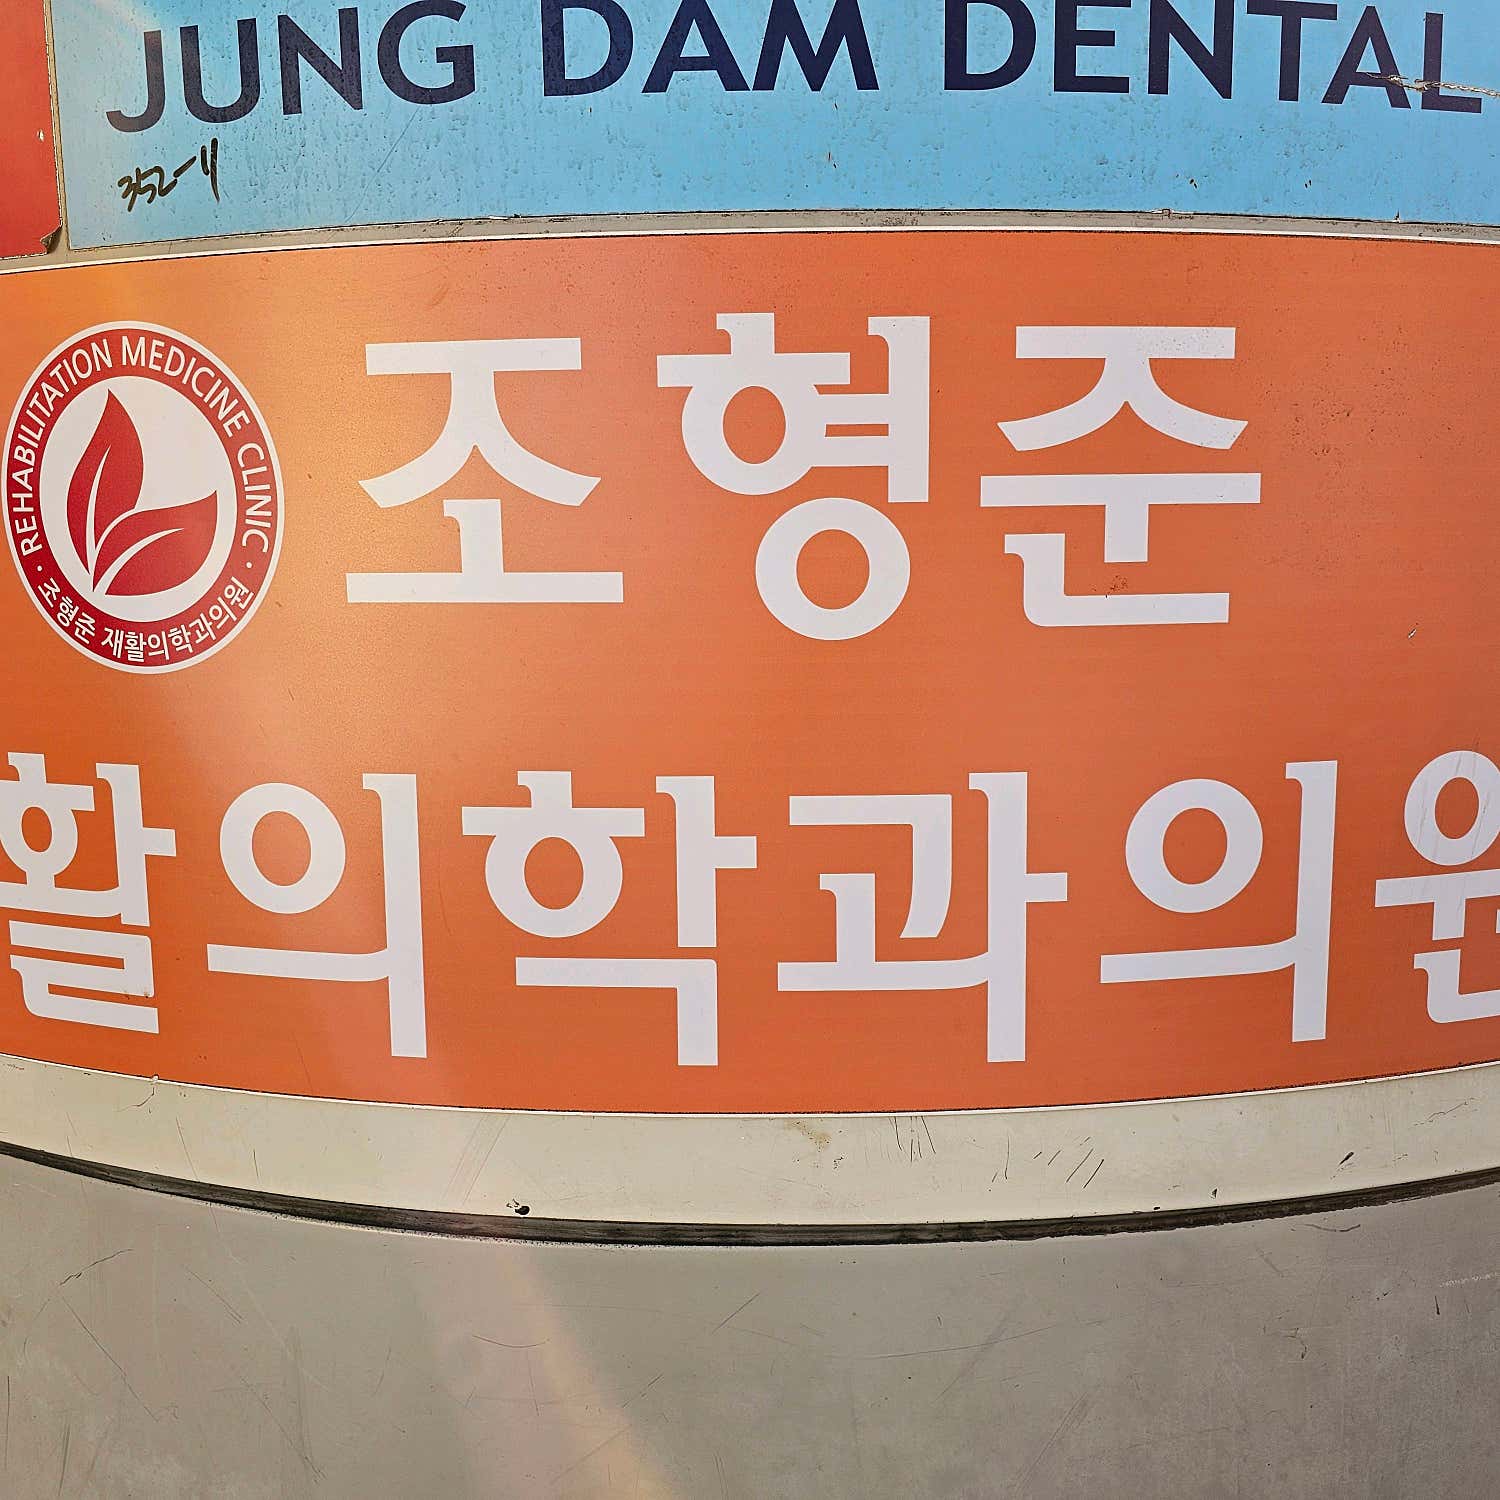 JUNG DAM DENTAL
352-4
REHABILITATION MEDICINE CLINIC
조형준 재활의학과의원
조형준
활의학과의원